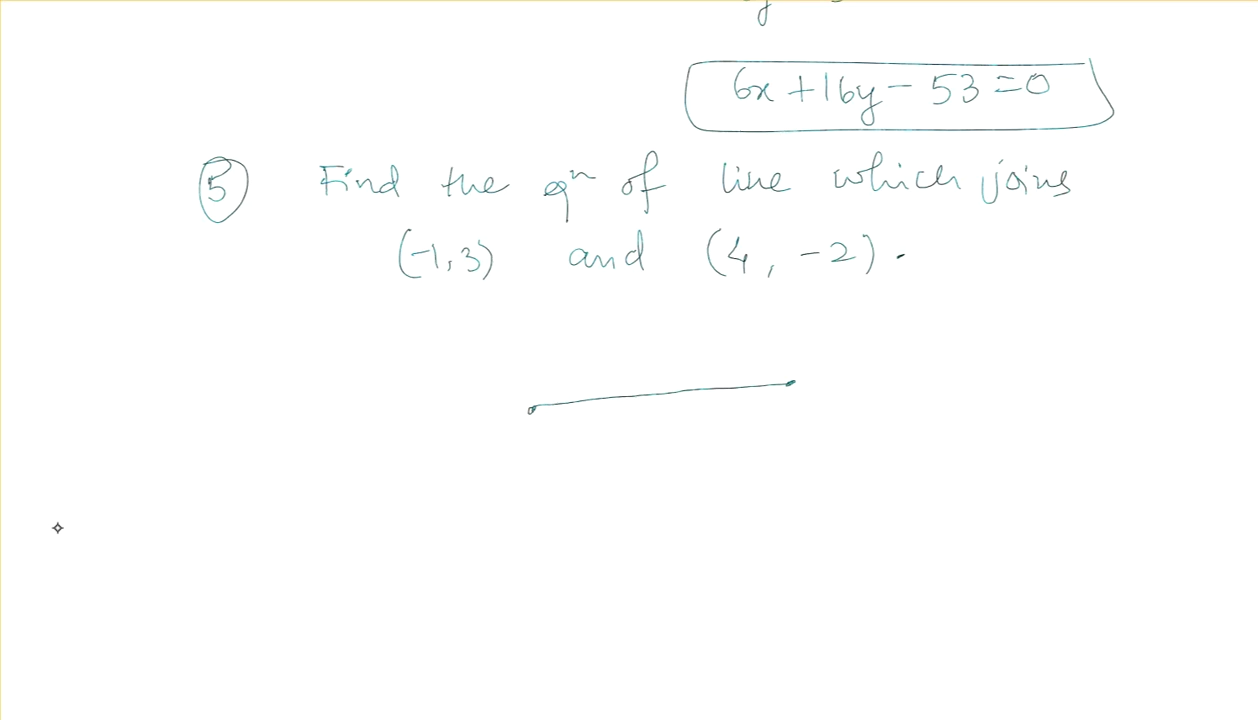 6x + 16y - 53 = 0
5 Find the eqn of line which joins
(-1,3) and (4, -2).